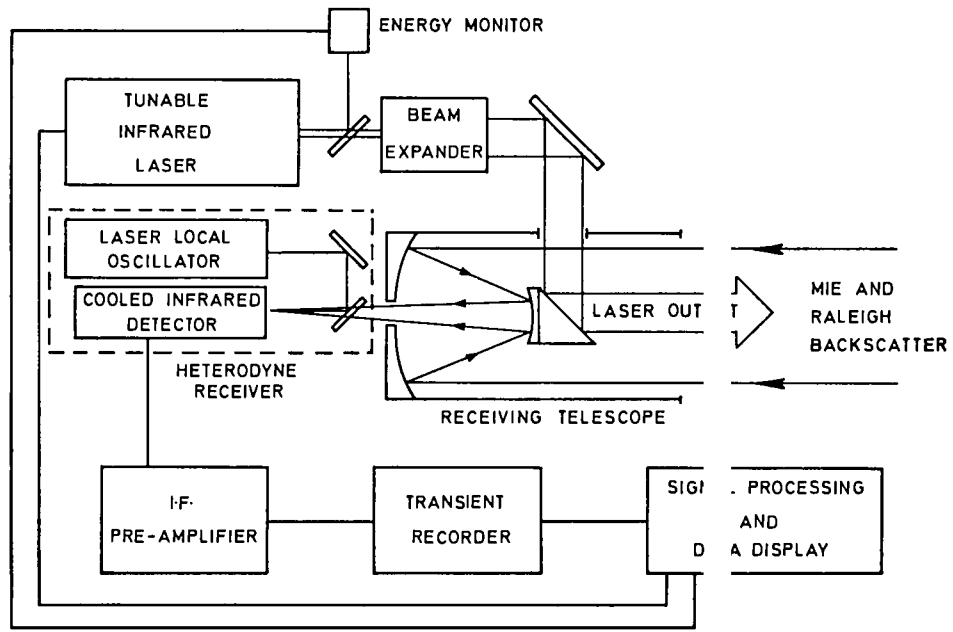 ENERGY MONITOR
TUNABLE
INFRARED
LASER
BEAM
EXPANDER
LASER LOCAL
OSCILLATOR
COOLED INFRARED
DETECTOR
HETERODYNE
RECEIVER
LASER
MIE AND
RALEIGH
BACKSCATTER
RECEIVING TELESCOPE
I·F·
PRE-AMPLIFIER
TRANSIENT
RECORDER
PROCESSING
AND
DISPLAY